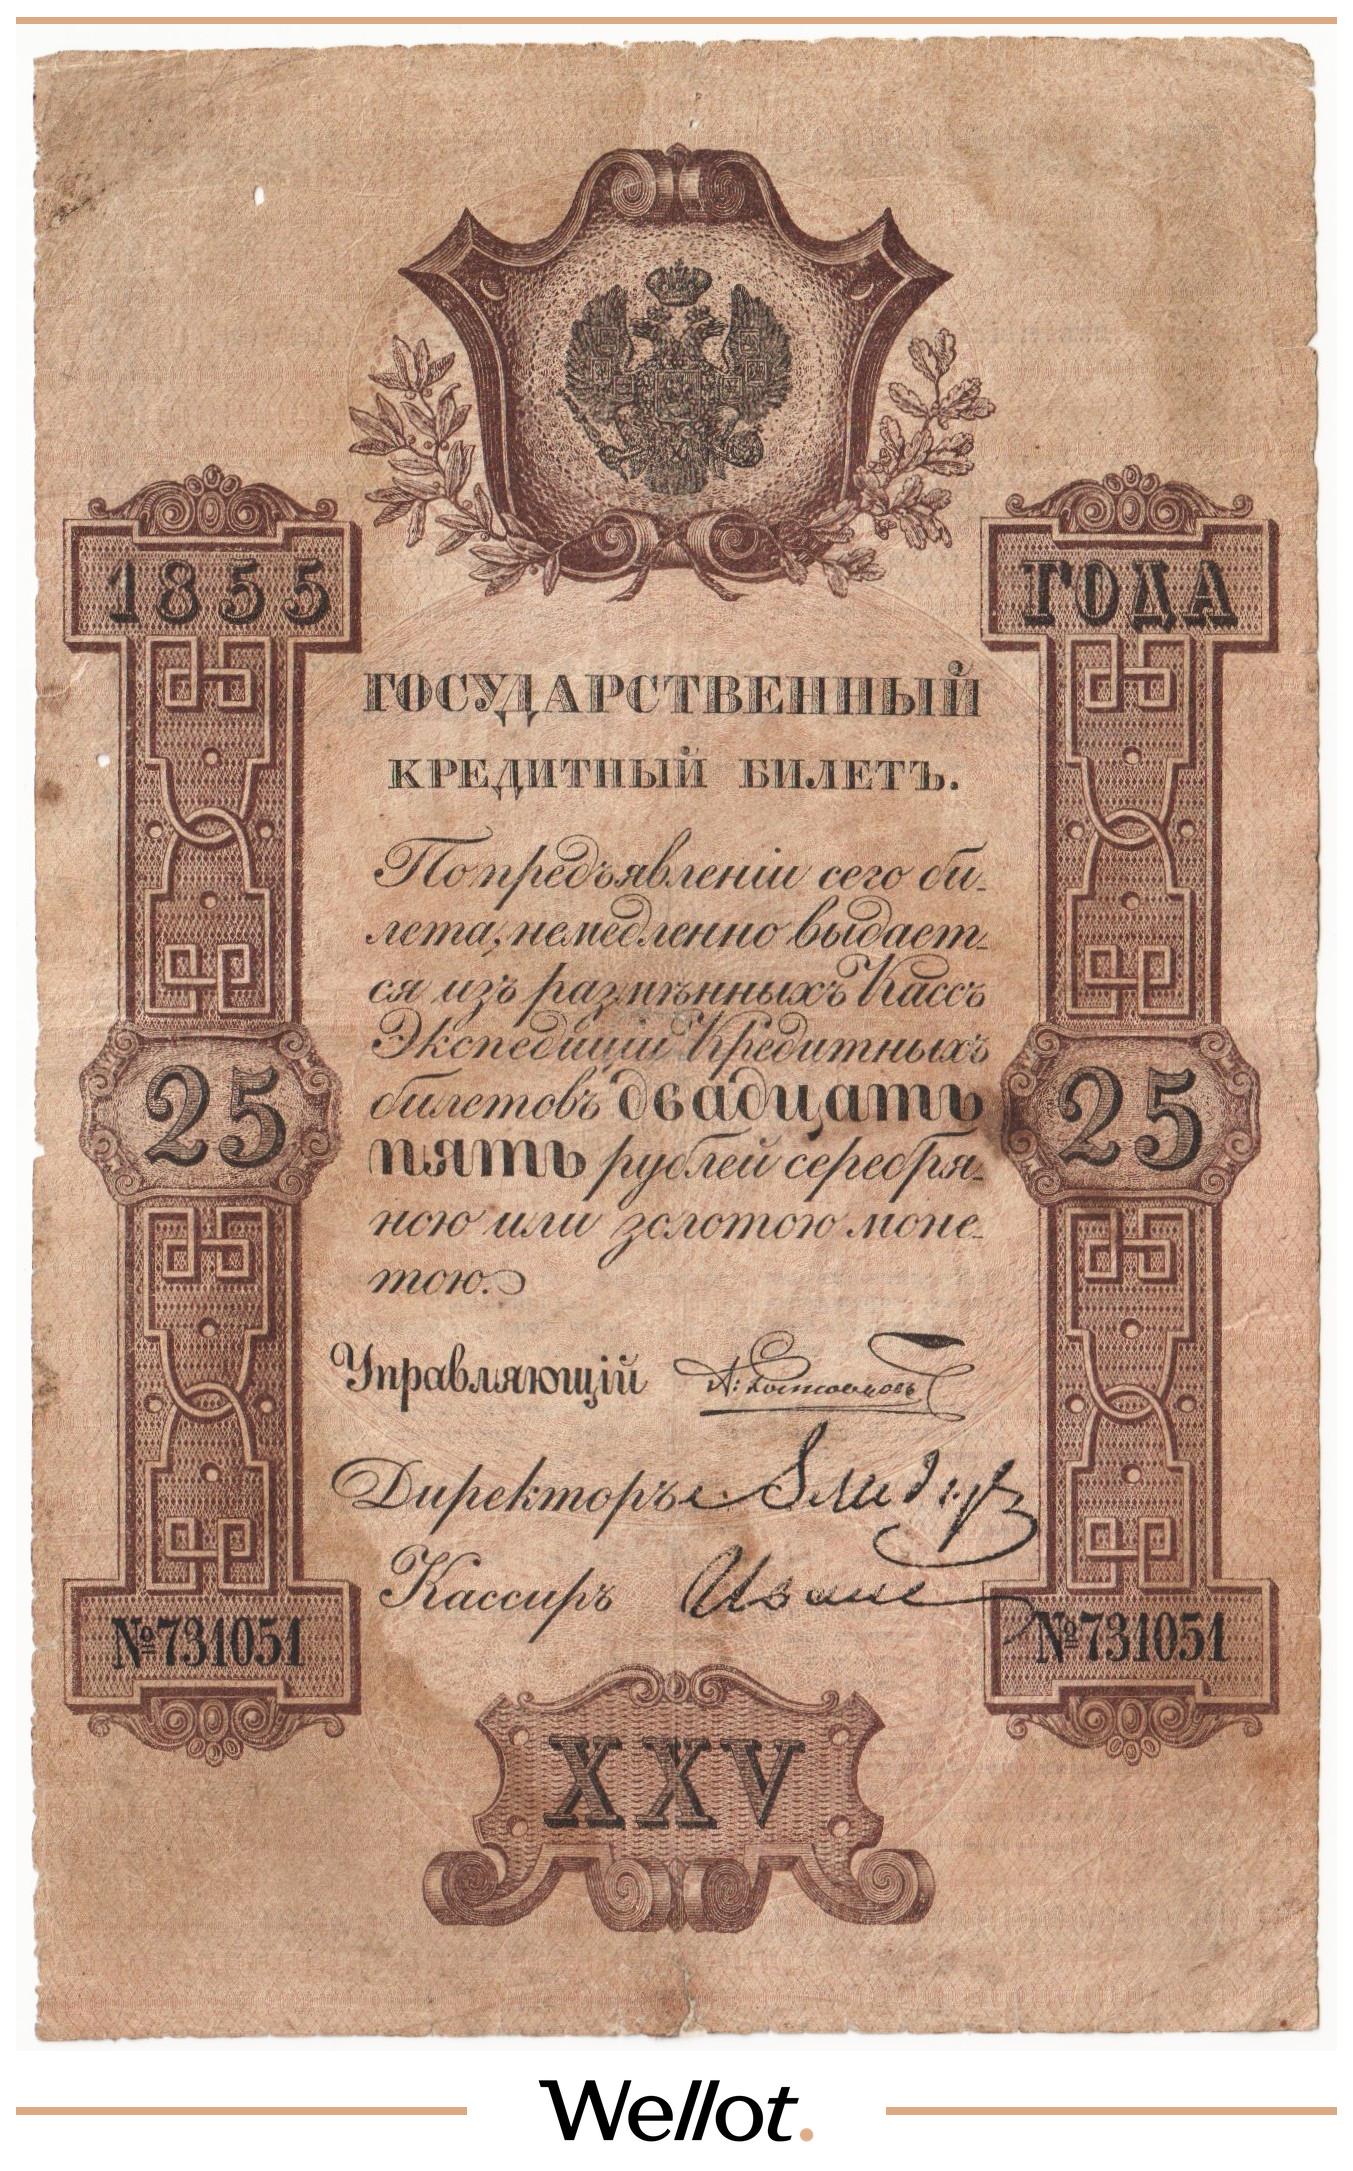 1855
ГОДА
ГОСУДАРСТВЕННЫЙ
КРЕДИТНЫЙ БИЛЕТЪ.
По предъявленіи сего би-
лета, немедленно выдает-
ся изъ размѣнныхъ Кассъ
Экспедиціи Кредитныхъ
билетовъ двадцать
пять рублей серебря-
ною или золотою моне-
тою.
25
25
Управляющій
Директоръ
Кассиръ
№731051
№731051
XXV
Wellot.